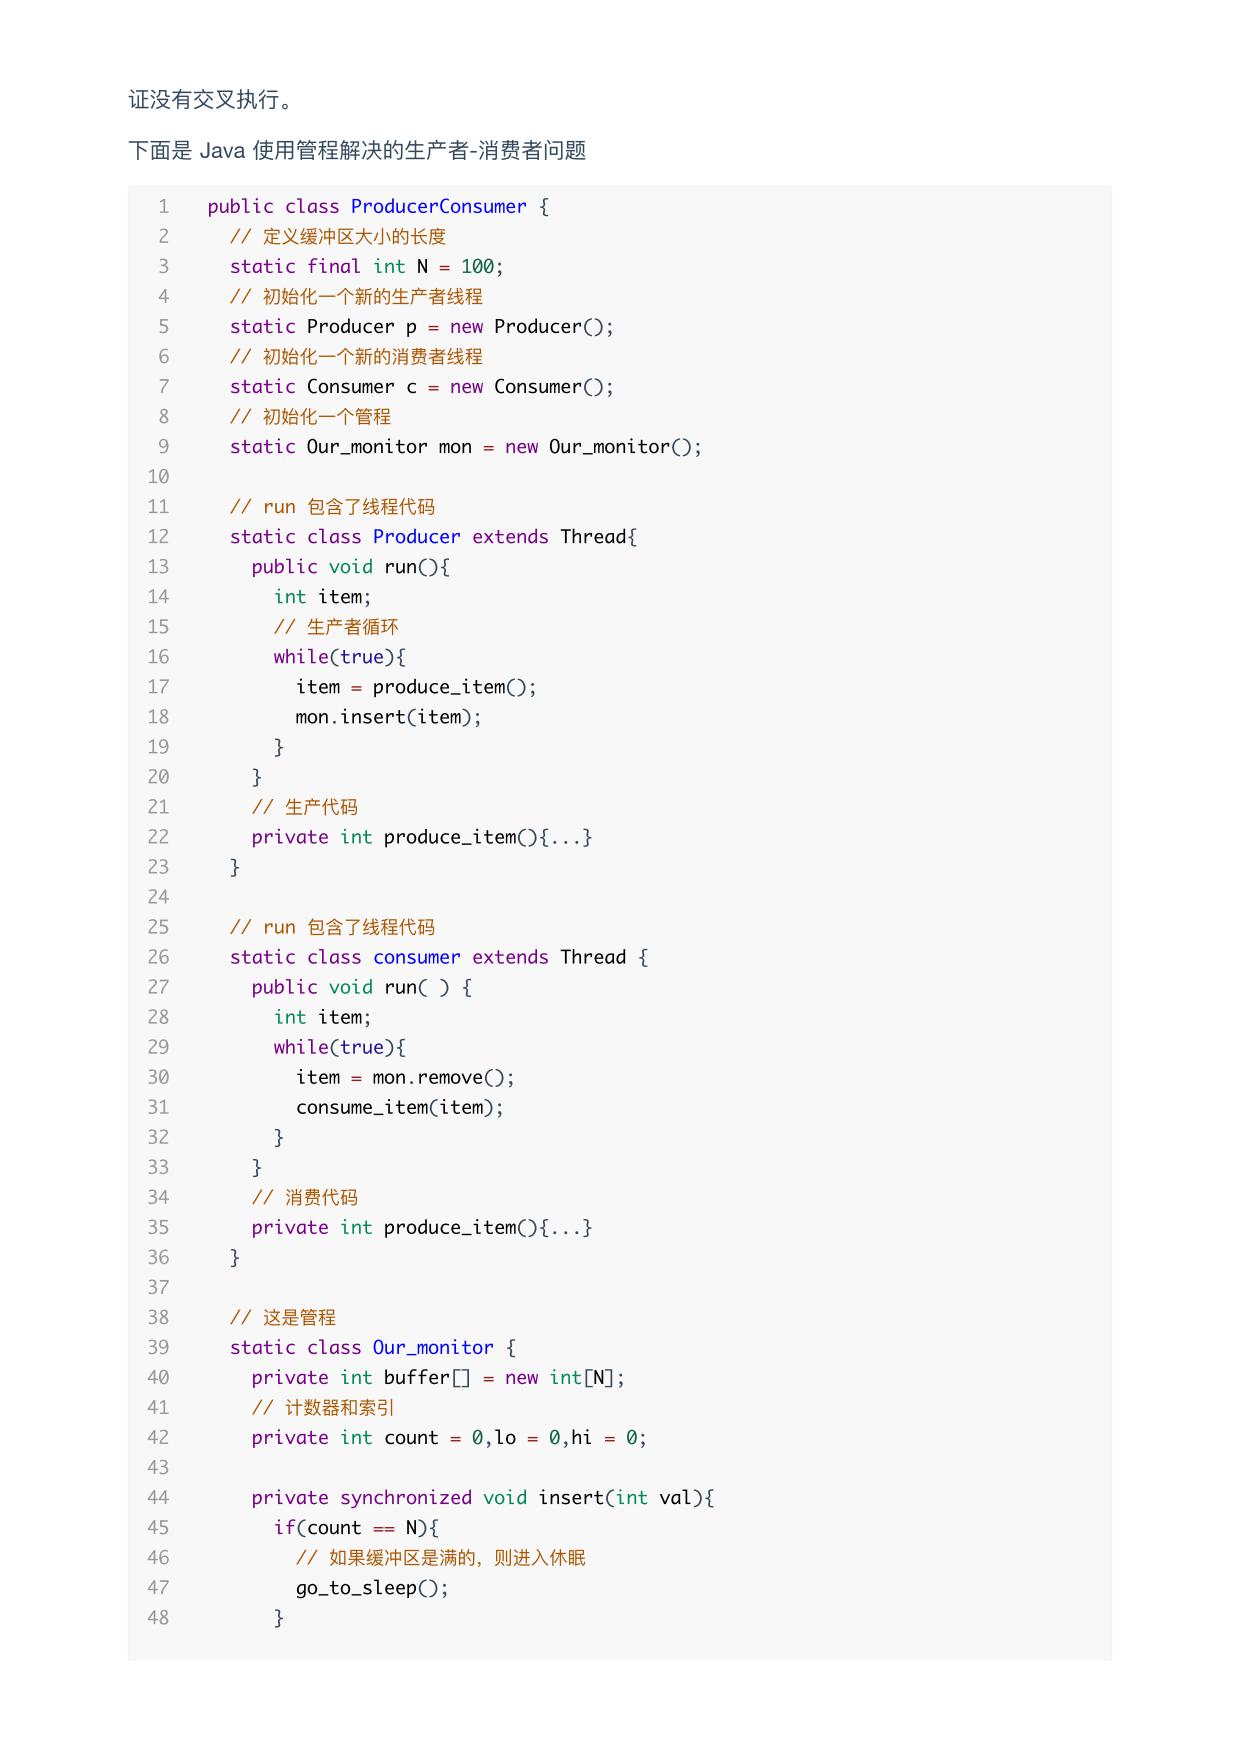 证没有交叉执行。
下面是 Java 使用管程解决的生产者-消费者问题
1 public class ProducerConsumer {
2 // 定义缓冲区大小的长度
3 static final int N = 100;
4 // 初始化一个新的生产者线程
5 static Producer p = new Producer();
6 // 初始化一个新的消费者线程
7 static Consumer c = new Consumer();
8 // 初始化一个管程
9 static Our_monitor mon = new Our_monitor();
10
11 // run 包含了线程代码
12 static class Producer extends Thread{
13 public void run(){
14 int item;
15 // 生产者循环
16 while(true){
17 item = produce_item();
18 mon.insert(item);
19 }
20 }
21 // 生产代码
22 private int produce_item(){...}
23 }
24
25 // run 包含了线程代码
26 static class consumer extends Thread {
27 public void run( ) {
28 int item;
29 while(true){
30 item = mon.remove();
31 consume_item(item);
32 }
33 }
34 // 消费代码
35 private int produce_item(){...}
36 }
37
38 // 这是管程
39 static class Our_monitor {
40 private int buffer[] = new int[N];
41 // 计数器和索引
42 private int count = 0,lo = 0,hi = 0;
43
44 private synchronized void insert(int val){
45 if(count == N){
46 // 如果缓冲区是满的，则进入休眠
47 go_to_sleep();
48 }